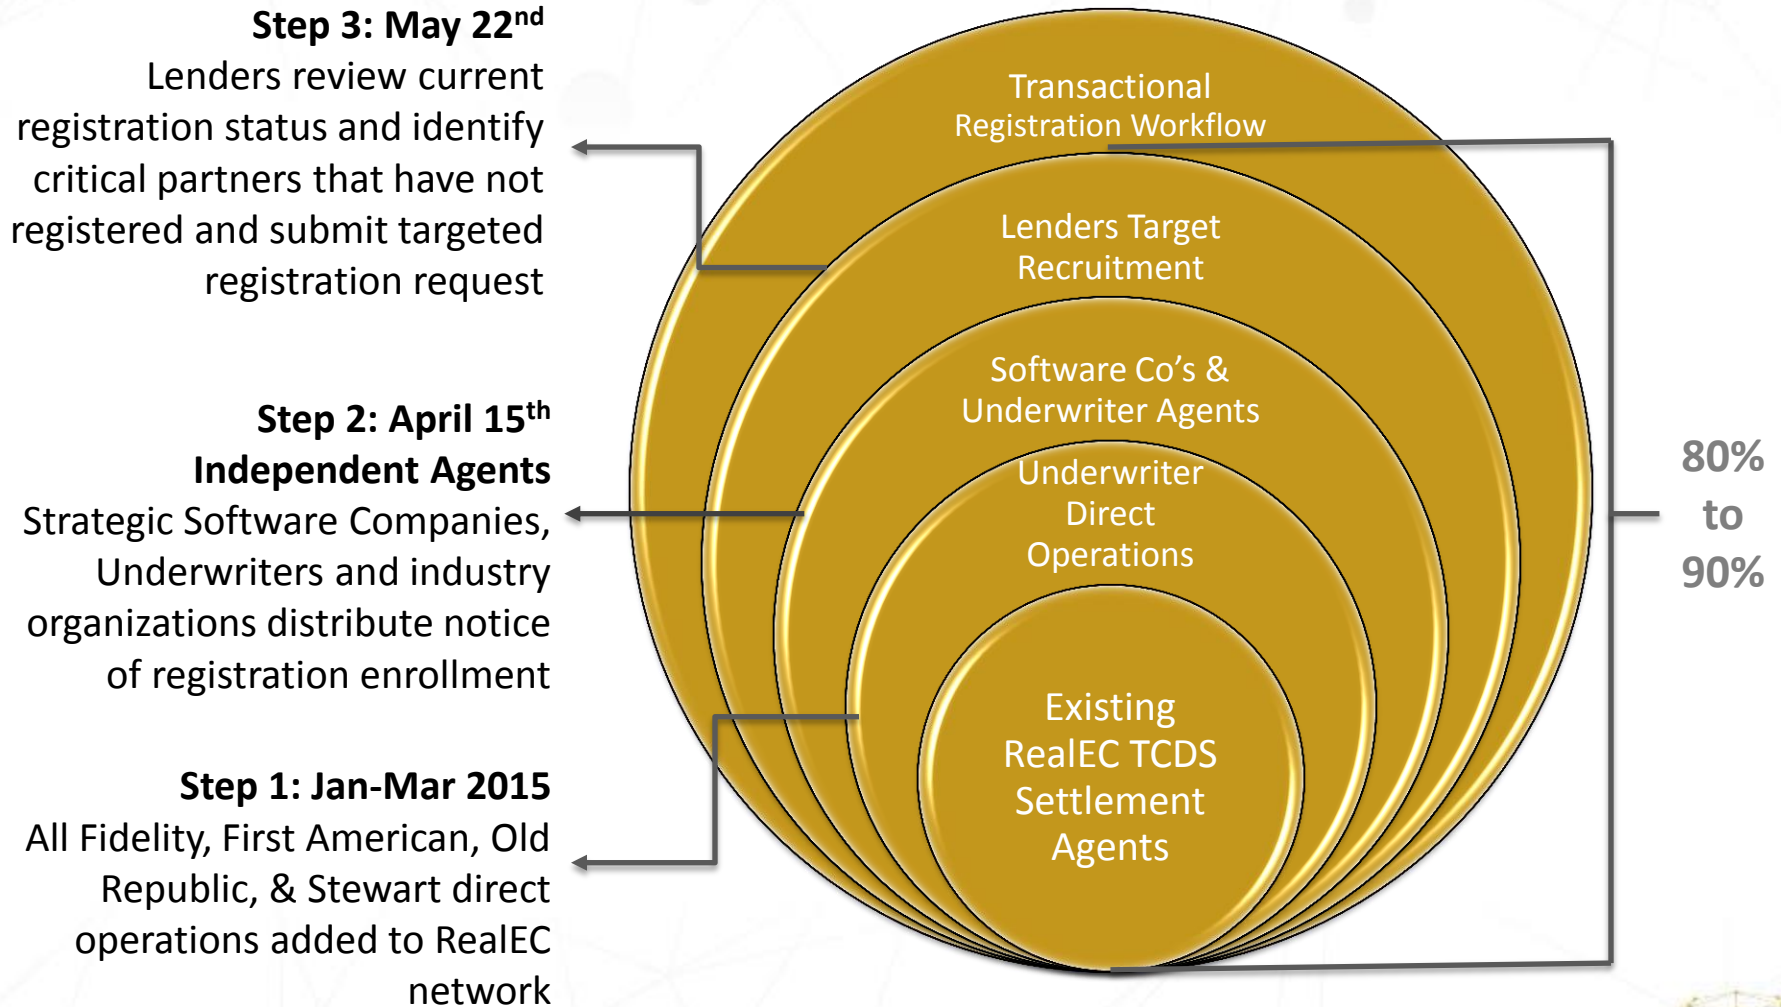 Step 3: May 22nd
Lenders review current
registration status and identify
critical partners that have not
registered and submit targeted
registration request
Step 2: April 15th
Independent Agents
Strategic Software Companies,
Underwriters and industry
organizations distribute notice
of registration enrollment
Step 1: Jan-Mar 2015
All Fidelity, First American, Old
Republic, & Stewart direct
operations added to RealEC
network
Transactional
Registration Workflow
Lenders Target
Recruitment
Software Co's &
Underwriter Agents
Underwriter
Direct
Operations
Existing
RealEC TCDS
Settlement
Agents
80%
to
90%